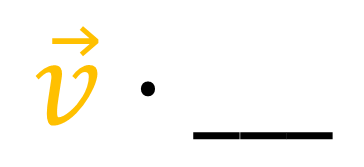 v⃗ · ___